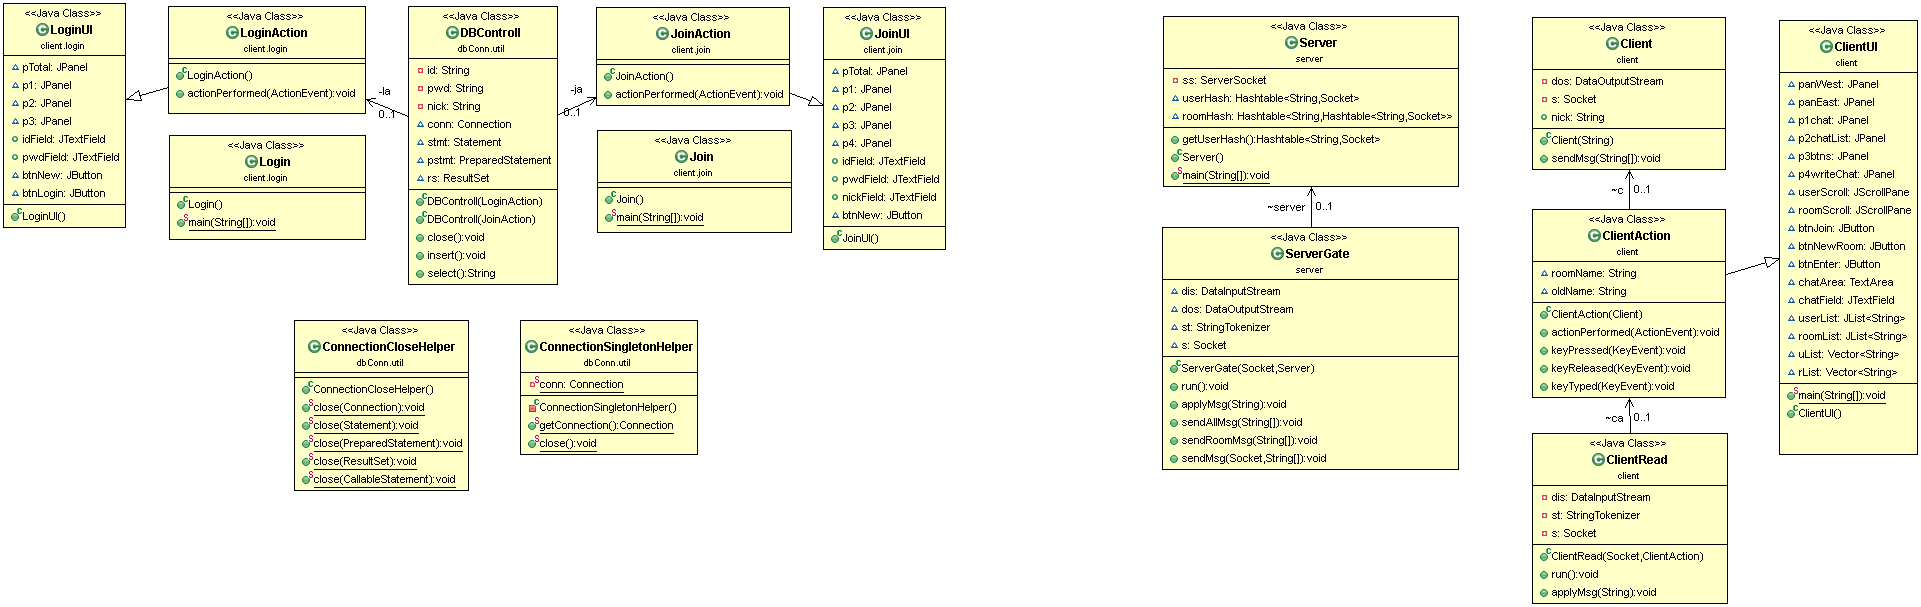 <<Java Class>>
LoginUI
client.login
pTotal: JPanel
p1: JPanel
p2: JPanel
p3: JPanel
idField: JTextField
pwdField: JTextField
btnNew: JButton
btnLogin: JButton
LoginUI()
<<Java Class>>
LoginAction
client.login
LoginAction()
actionPerformed(ActionEvent):void
<<Java Class>>
Login
client.login
Login()
main(String[]):void
-la
0..1
<<Java Class>>
DBControll
dbConn.util
id: String
pwd: String
nick: String
conn: Connection
stmt: Statement
pstmt: PreparedStatement
rs: ResultSet
DBControll(LoginAction)
DBControll(JoinAction)
close():void
insert():void
select():String
-ja
0..1
<<Java Class>>
JoinAction
client.join
JoinAction()
actionPerformed(ActionEvent):void
<<Java Class>>
Join
client.join
Join()
main(String[]):void
<<Java Class>>
JoinUI
client.join
pTotal: JPanel
p1: JPanel
p2: JPanel
p3: JPanel
p4: JPanel
idField: JTextField
pwdField: JTextField
nickField: JTextField
btnNew: JButton
JoinUI()
<<Java Class>>
ConnectionCloseHelper
dbConn.util
ConnectionCloseHelper()
close(Connection):void
close(Statement):void
close(PreparedStatement):void
close(ResultSet):void
close(CallableStatement):void
<<Java Class>>
ConnectionSingletonHelper
dbConn.util
conn: Connection
ConnectionSingletonHelper()
getConnection():Connection
close():void
<<Java Class>>
Server
server
ss: ServerSocket
userHash: Hashtable<String,Socket>
roomHash: Hashtable<String,Hashtable<String,Socket>>
getUserHash():Hashtable<String,Socket>
Server()
main(String[]):void
~server
0..1
<<Java Class>>
ServerGate
server
dis: DataInputStream
dos: DataOutputStream
st: StringTokenizer
s: Socket
ServerGate(Socket,Server)
run():void
applyMsg(String):void
sendAllMsg(String[]):void
sendRoomMsg(String[]):void
sendMsg(Socket,String[]):void
<<Java Class>>
Client
client
dos: DataOutputStream
s: Socket
nick: String
Client(String)
sendMsg(String[]):void
~c
0..1
<<Java Class>>
ClientAction
client
roomName: String
oldName: String
ClientAction(Client)
actionPerformed(ActionEvent):void
keyPressed(KeyEvent):void
keyReleased(KeyEvent):void
keyTyped(KeyEvent):void
~ca
0..1
<<Java Class>>
ClientRead
client
dis: DataInputStream
st: StringTokenizer
s: Socket
ClientRead(Socket,ClientAction)
run():void
applyMsg(String):void
<<Java Class>>
ClientUI
client
panWest: JPanel
panEast: JPanel
p1chat: JPanel
p2chatList: JPanel
p3btns: JPanel
p4writeChat: JPanel
userScroll: JScrollPane
roomScroll: JScrollPane
btnJoin: JButton
btnNewRoom: JButton
btnEnter: JButton
chatArea: TextArea
chatField: JTextField
userList: JList<String>
roomList: JList<String>
uList: Vector<String>
rList: Vector<String>
main(String[]):void
ClientUI()